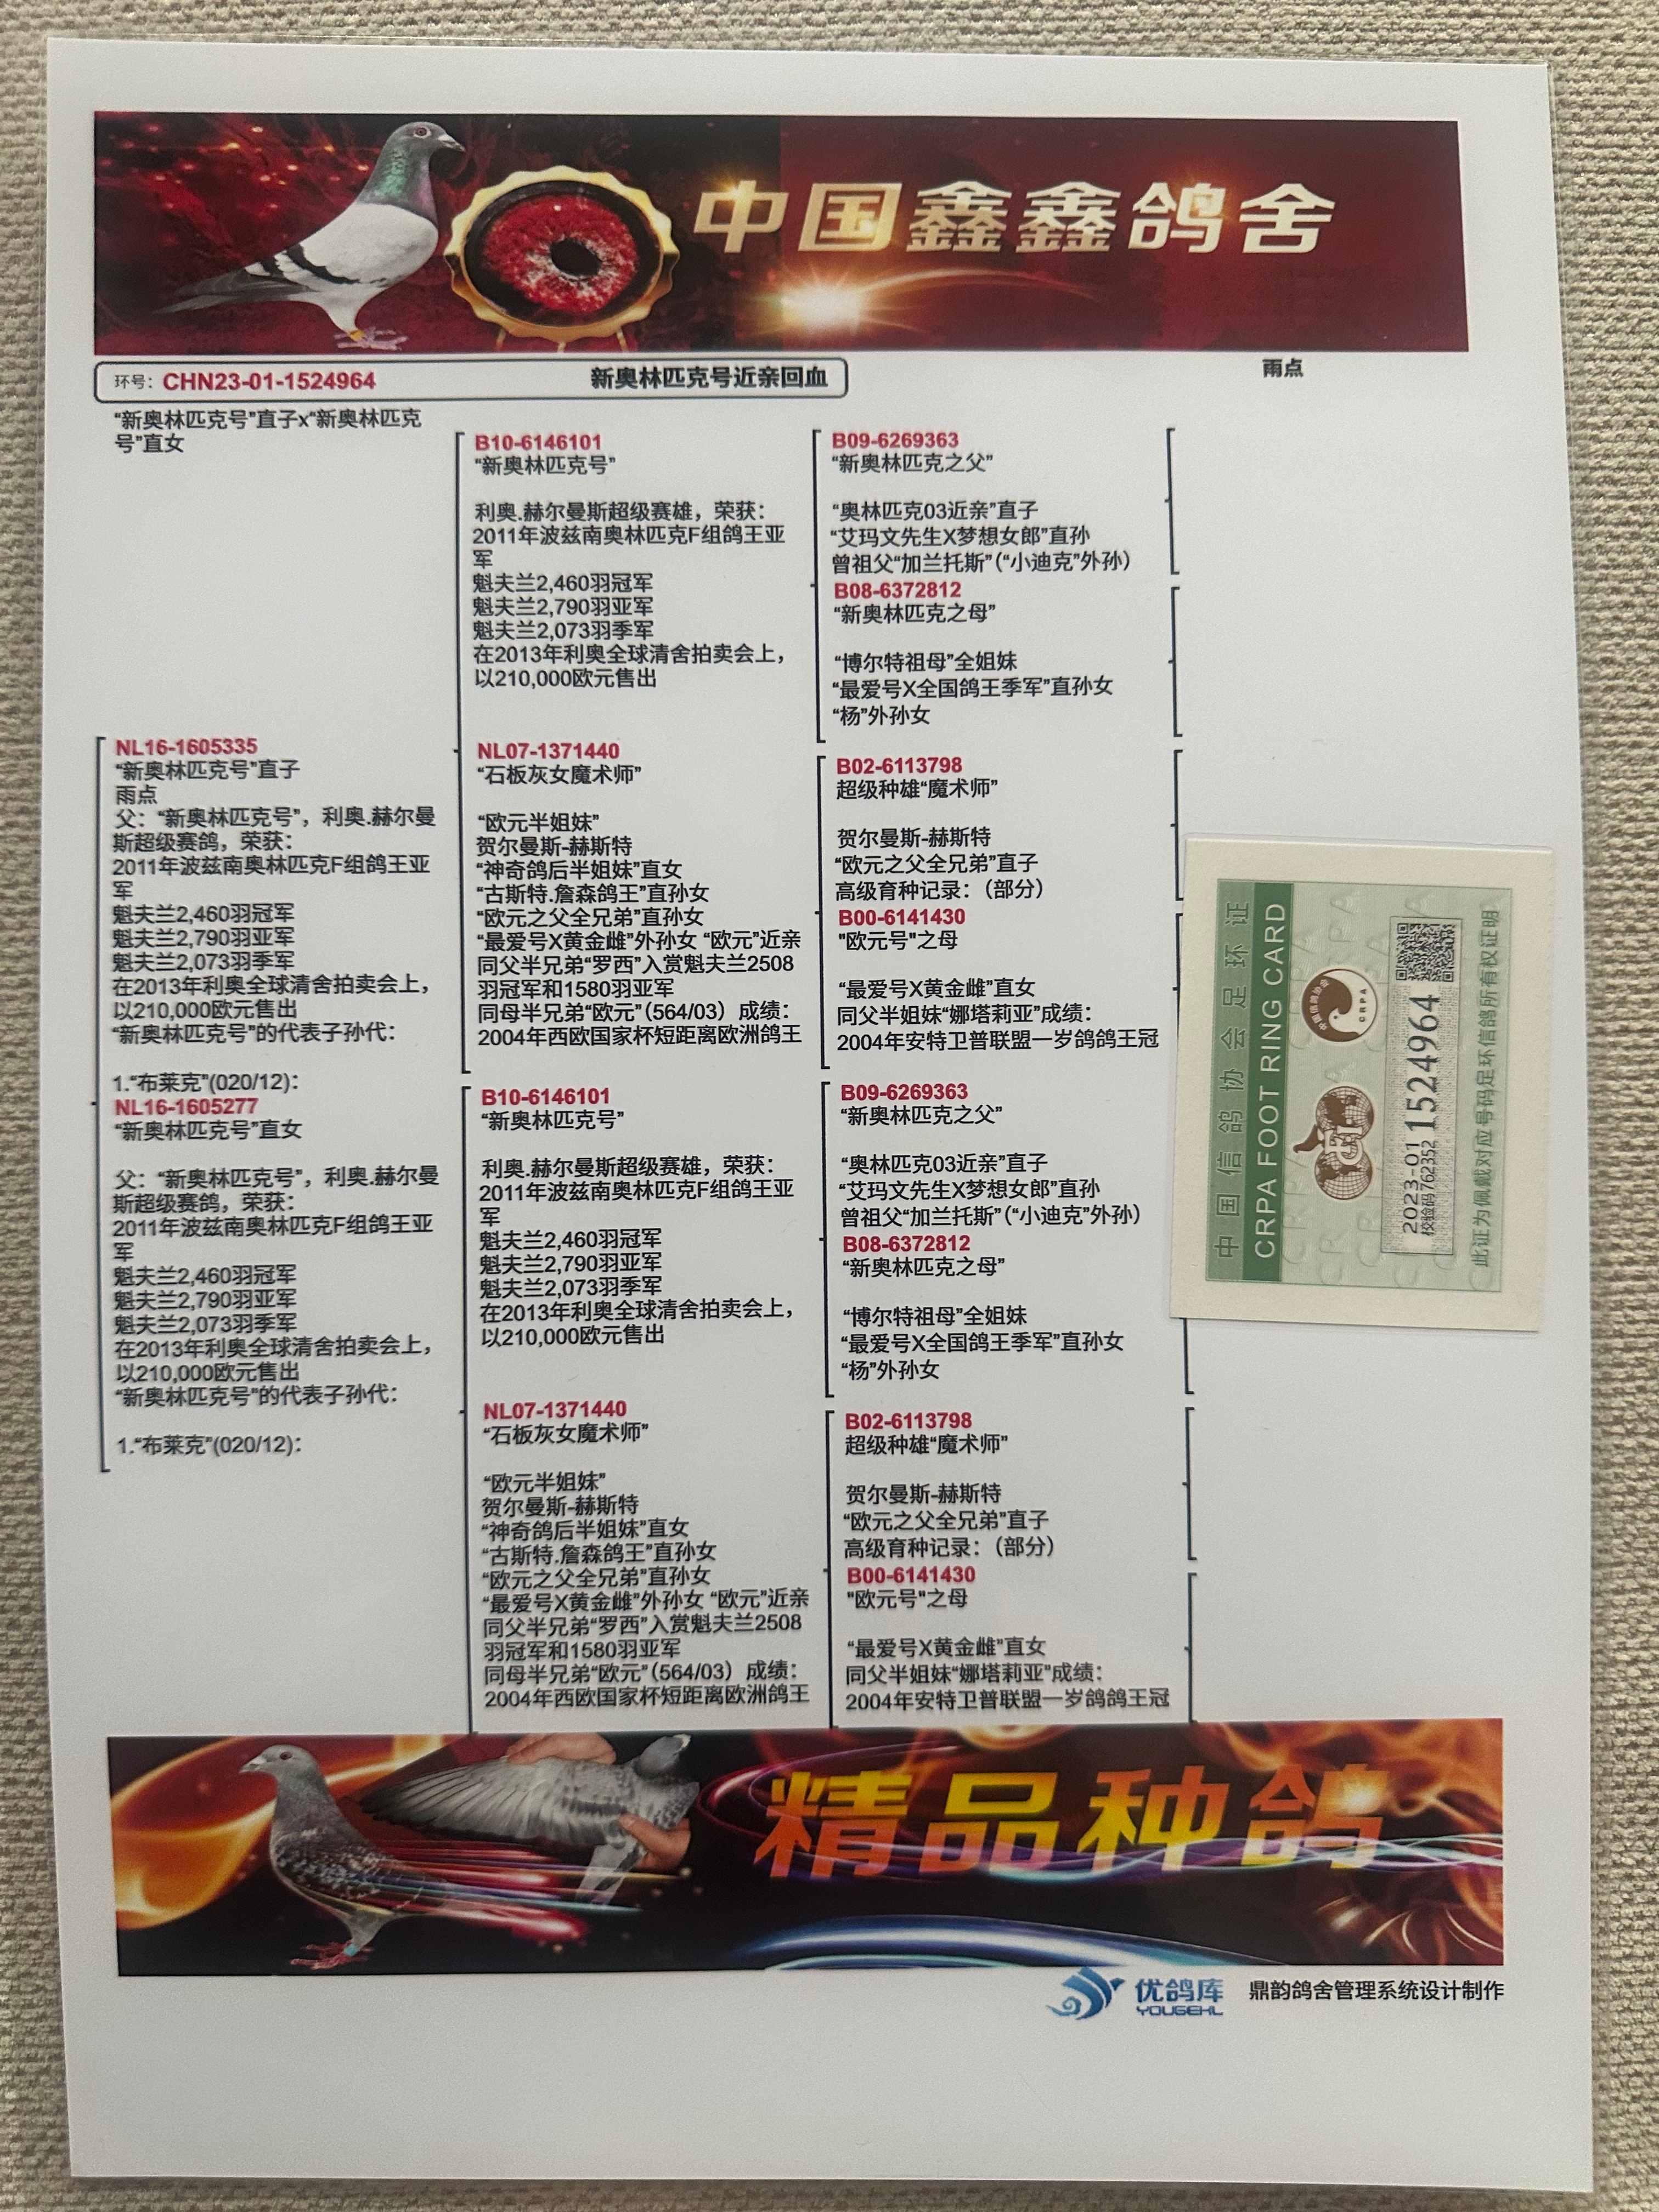 中国鑫鑫鸽舍
环号：CHN23-01-1524964
新奥林匹克号近亲回血
雨点
“新奥林匹克号”直子x“新奥林匹克
号”直女
NL16-1605335
“新奥林匹克号”直子
雨点
父：“新奥林匹克号”，利奥.赫尔曼
斯超级赛鸽，荣获：
2011年波兹南奥林匹克F组鸽王亚
军
魁夫兰2,460羽冠军
魁夫兰2,790羽亚军
魁夫兰2,073羽季军
在2013年利奥全球清舍拍卖会上，
以210,000欧元售出
“新奥林匹克号”的代表子孙代：
1.“布莱克”(020/12)：
NL16-1605277
“新奥林匹克号”直女
父：“新奥林匹克号”，利奥.赫尔曼
斯超级赛鸽，荣获：
2011年波兹南奥林匹克F组鸽王亚
军
魁夫兰2,460羽冠军
魁夫兰2,790羽亚军
魁夫兰2,073羽季军
在2013年利奥全球清舍拍卖会上，
以210,000欧元售出
“新奥林匹克号”的代表子孙代：
1.“布莱克”(020/12)：
B10-6146101
“新奥林匹克号”
利奥.赫尔曼斯超级赛雄，荣获：
2011年波兹南奥林匹克F组鸽王亚
军
魁夫兰2,460羽冠军
魁夫兰2,790羽亚军
魁夫兰2,073羽季军
在2013年利奥全球清舍拍卖会上，
以210,000欧元售出
NL07-1371440
“石板灰女魔术师”
“欧元半姐妹”
贺尔曼斯-赫斯特
“神奇鸽后半姐妹”直女
“古斯特.詹森鸽王”直孙女
“欧元之父全兄弟”直孙女
“最爱号X黄金雌”外孙女 “欧元”近亲
同父半兄弟“罗西”入赏魁夫兰2508
羽冠军和1580羽亚军
同母半兄弟“欧元”（564/03）成绩：
2004年西欧国家杯短距离欧洲鸽王
B10-6146101
“新奥林匹克号”
利奥.赫尔曼斯超级赛雄，荣获：
2011年波兹南奥林匹克F组鸽王亚
军
魁夫兰2,460羽冠军
魁夫兰2,790羽亚军
魁夫兰2,073羽季军
在2013年利奥全球清舍拍卖会上，
以210,000欧元售出
NL07-1371440
“石板灰女魔术师”
“欧元半姐妹”
贺尔曼斯-赫斯特
“神奇鸽后半姐妹”直女
“古斯特.詹森鸽王”直孙女
“欧元之父全兄弟”直孙女
“最爱号X黄金雌”外孙女 “欧元”近亲
同父半兄弟“罗西”入赏魁夫兰2508
羽冠军和1580羽亚军
同母半兄弟“欧元”（564/03）成绩：
2004年西欧国家杯短距离欧洲鸽王
B09-6269363
“新奥林匹克之父”
“奥林匹克03近亲”直子
“艾玛文先生X梦想女郎”直孙
曾祖父“加兰托斯”（“小迪克”外孙）
B08-6372812
“新奥林匹克之母”
“博尔特祖母”全姐妹
“最爱号X全国鸽王季军”直孙女
“杨”外孙女
B02-6113798
超级种雄“魔术师”
贺尔曼斯-赫斯特
“欧元之父全兄弟”直子
高级育种记录：（部分）
B00-6141430
"欧元号"之母
“最爱号X黄金雌”直女
同父半姐妹“娜塔莉亚”成绩：
2004年安特卫普联盟一岁鸽鸽王冠
B09-6269363
“新奥林匹克之父”
“奥林匹克03近亲”直子
“艾玛文先生X梦想女郎”直孙
曾祖父“加兰托斯”（“小迪克”外孙）
B08-6372812
“新奥林匹克之母”
“博尔特祖母”全姐妹
“最爱号X全国鸽王季军”直孙女
“杨”外孙女
B02-6113798
超级种雄“魔术师”
贺尔曼斯-赫斯特
“欧元之父全兄弟”直子
高级育种记录：（部分）
B00-6141430
"欧元号"之母
“最爱号X黄金雌”直女
同父半姐妹“娜塔莉亚”成绩：
2004年安特卫普联盟一岁鸽鸽王冠
中国信鸽协会足环证
CRPA FOOT RING CARD
中国信鸽协会
CRPA
2023-01 1524964
校验码762352
此证为佩戴对应号码足环信鸽所有权证明
精品种鸽
优鸽库
YOUGEKL
鼎韵鸽舍管理系统设计制作